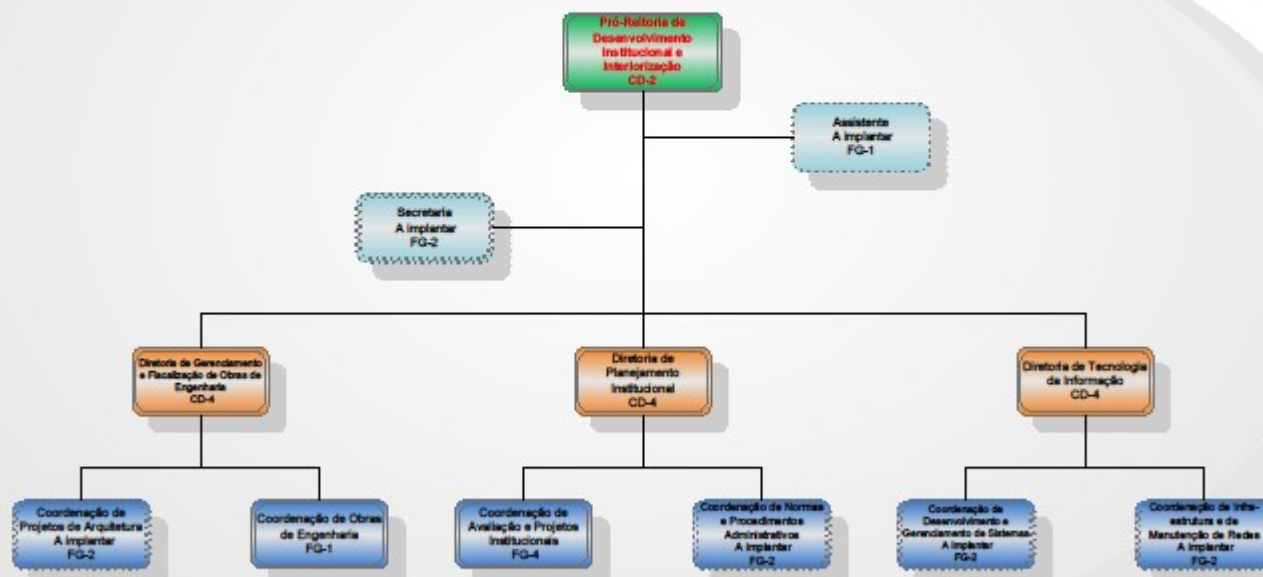 Pró-Reitoria de
Desenvolvimento
Institucional e
Interiorização
CD-2
Assistente
A implantar
FG-1
Secretaria
A implantar
FG-2
Diretoria de Gerenciamento
e Fiscalização de Obras de
Engenharia
CD-4
Diretoria de
Planejamento
Institucional
CD-4
Diretoria de Tecnologia
da Informação
CD-4
Coordenação de
Projetos de Arquitetura
A implantar
FG-2
Coordenação de Obras
de Engenharia
FG-1
Coordenação de
Avaliação e Projetos
Institucionais
FG-4
Coordenação de Normas
e Procedimentos
Administrativos
A implantar
FG-2
Coordenação de
Desenvolvimento e
Gerenciamento de Sistemas
A implantar
FG-2
Coordenação de Infra-
estrutura e de
Manutenção de Redes
A implantar
FG-2